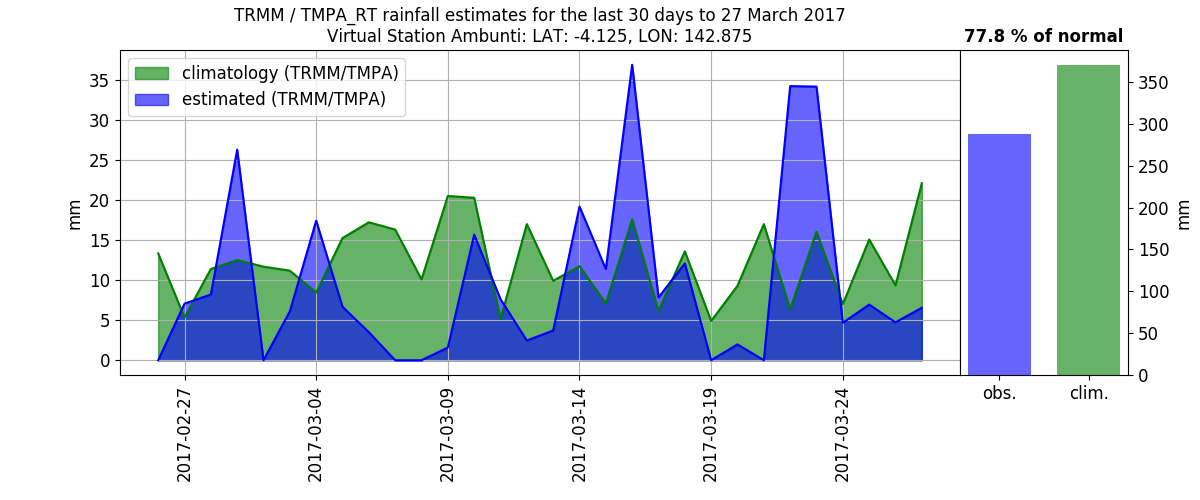 TRMM / TMPA_RT rainfall estimates for the last 30 days to 27 March 2017
Virtual Station Ambunti: LAT: -4.125, LON: 142.875
77.8 % of normal
climatology (TRMM/TMPA)
estimated (TRMM/TMPA)
mm
35
30
25
20
15
10
5
0
2017-02-27
2017-03-04
2017-03-09
2017-03-14
2017-03-19
2017-03-24
350
300
250
200
150
100
50
0
mm
obs.
clim.